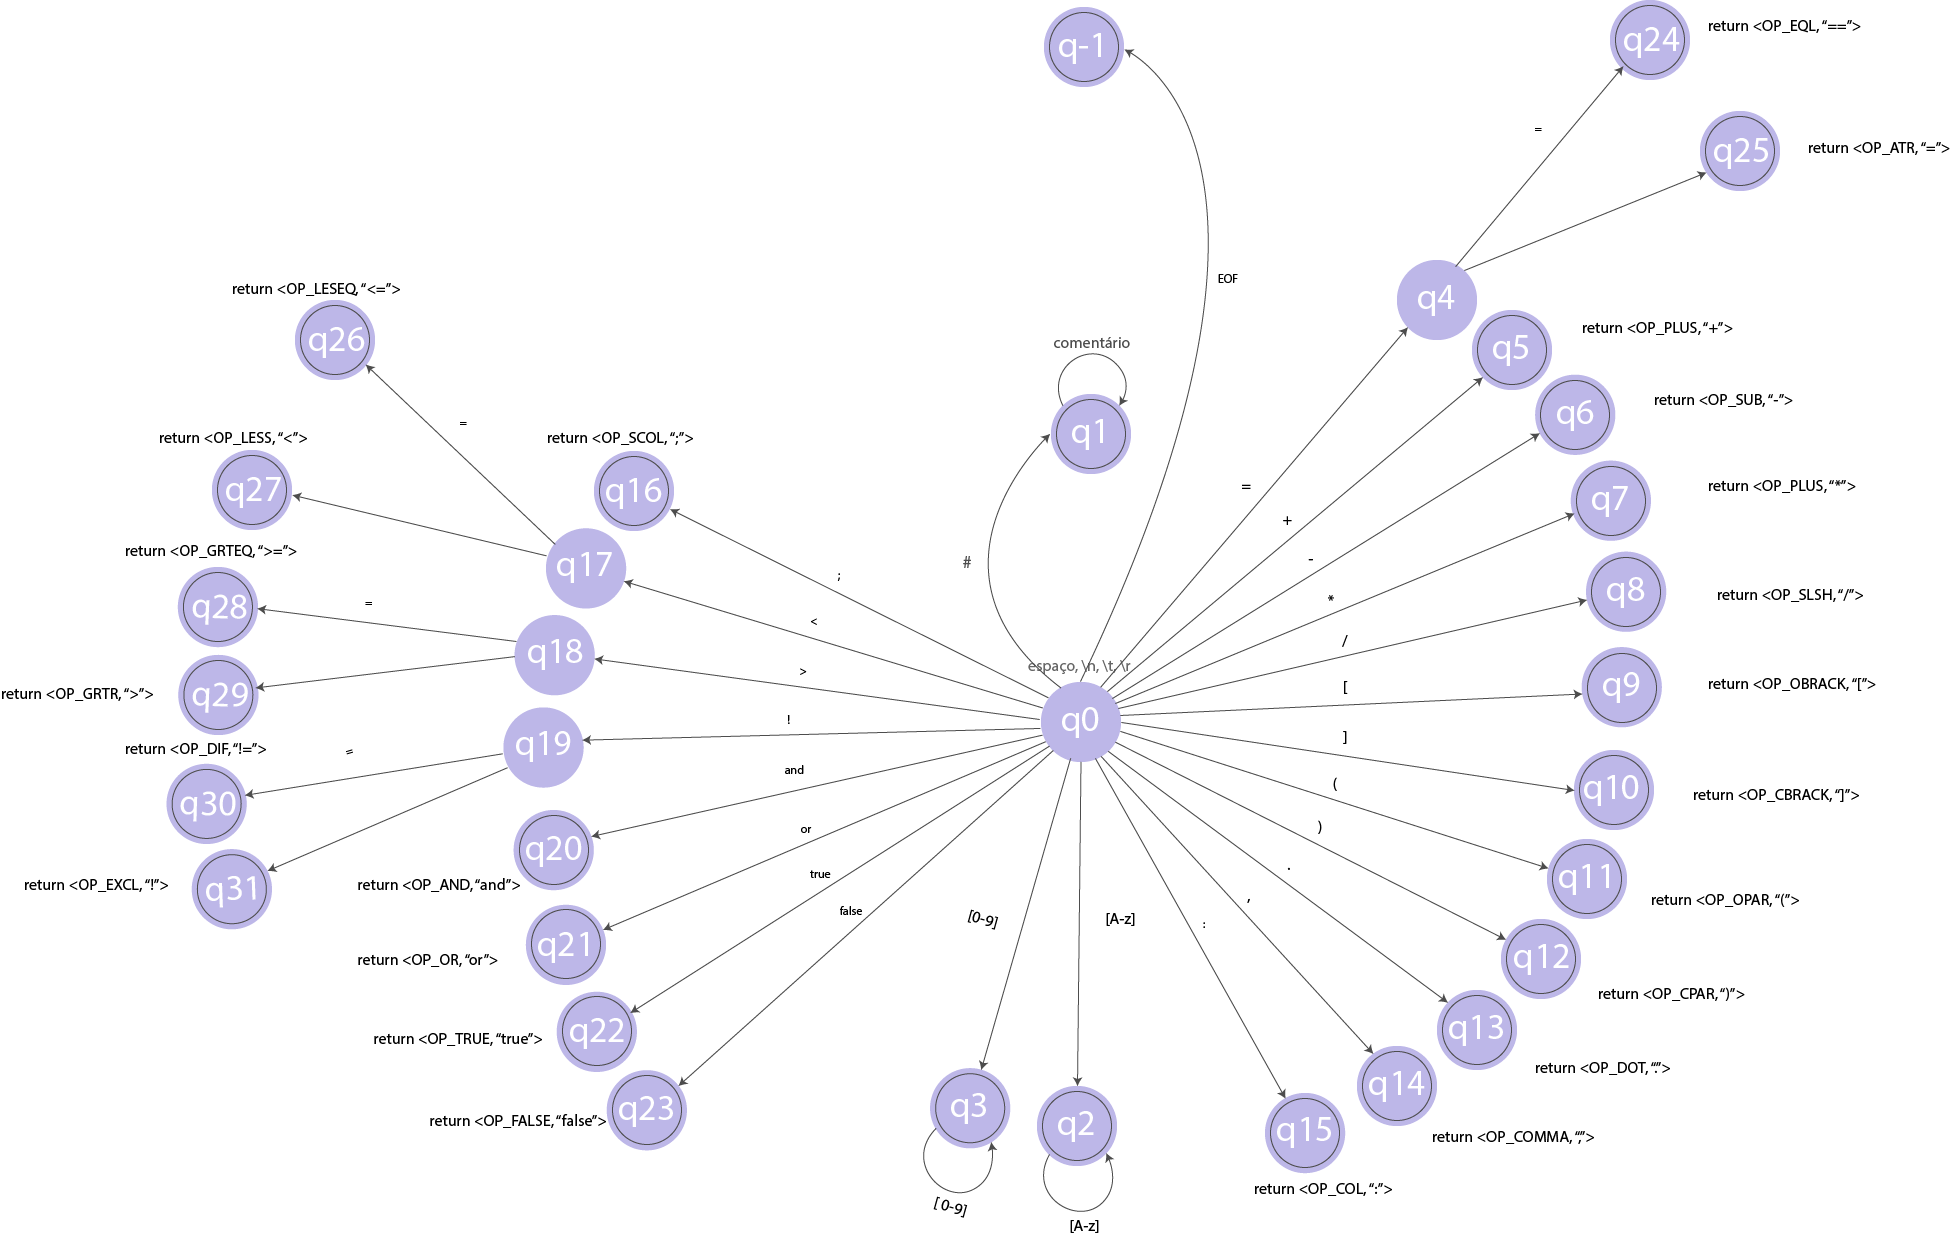 q-1
q24
return <OP_EQL, “==”>
=
q25
return <OP_ATR, “=”>
EOF
return <OP_LESEQ, “<=”>
q4
q26
return <OP_PLUS, “+”>
comentário
q5
return <OP_SUB, “-”>
q6
=
return <OP_LESS, “<”>
return <OP_SCOL, “;”>
q1
q27
q16
=
q7
return <OP_PLUS, “*”>
+
return <OP_GRTEQ, “>=”>
q17
#
;
-
q28
=
<
*
q8
return <OP_SLSH, “/”>
q18
>
espaço, \n, \t, \r
/
return <OP_GRTR, “>”>
q29
[
q9
return <OP_OBRACK, “[”>
!
q0
return <OP_DIF, “!=”>
=
q19
]
and
(
q30
q10
return <OP_CBRACK, “]”>
or
)
q20
return <OP_EXCL, “!”>
q31
return <OP_AND, “and”>
true
.
q11
false
[0-9]
[A-z]
:
,
return <OP_OPAR, “(”>
q21
return <OP_OR, “or”>
q12
return <OP_CPAR, “)”>
q22
return <OP_TRUE, “true”>
q13
return <OP_DOT, “.”>
q23
return <OP_FALSE, “false”>
q3
q2
q15
q14
return <OP_COMMA, “,”>
return <OP_COL, “:”>
[ 0-9]
[A-z]